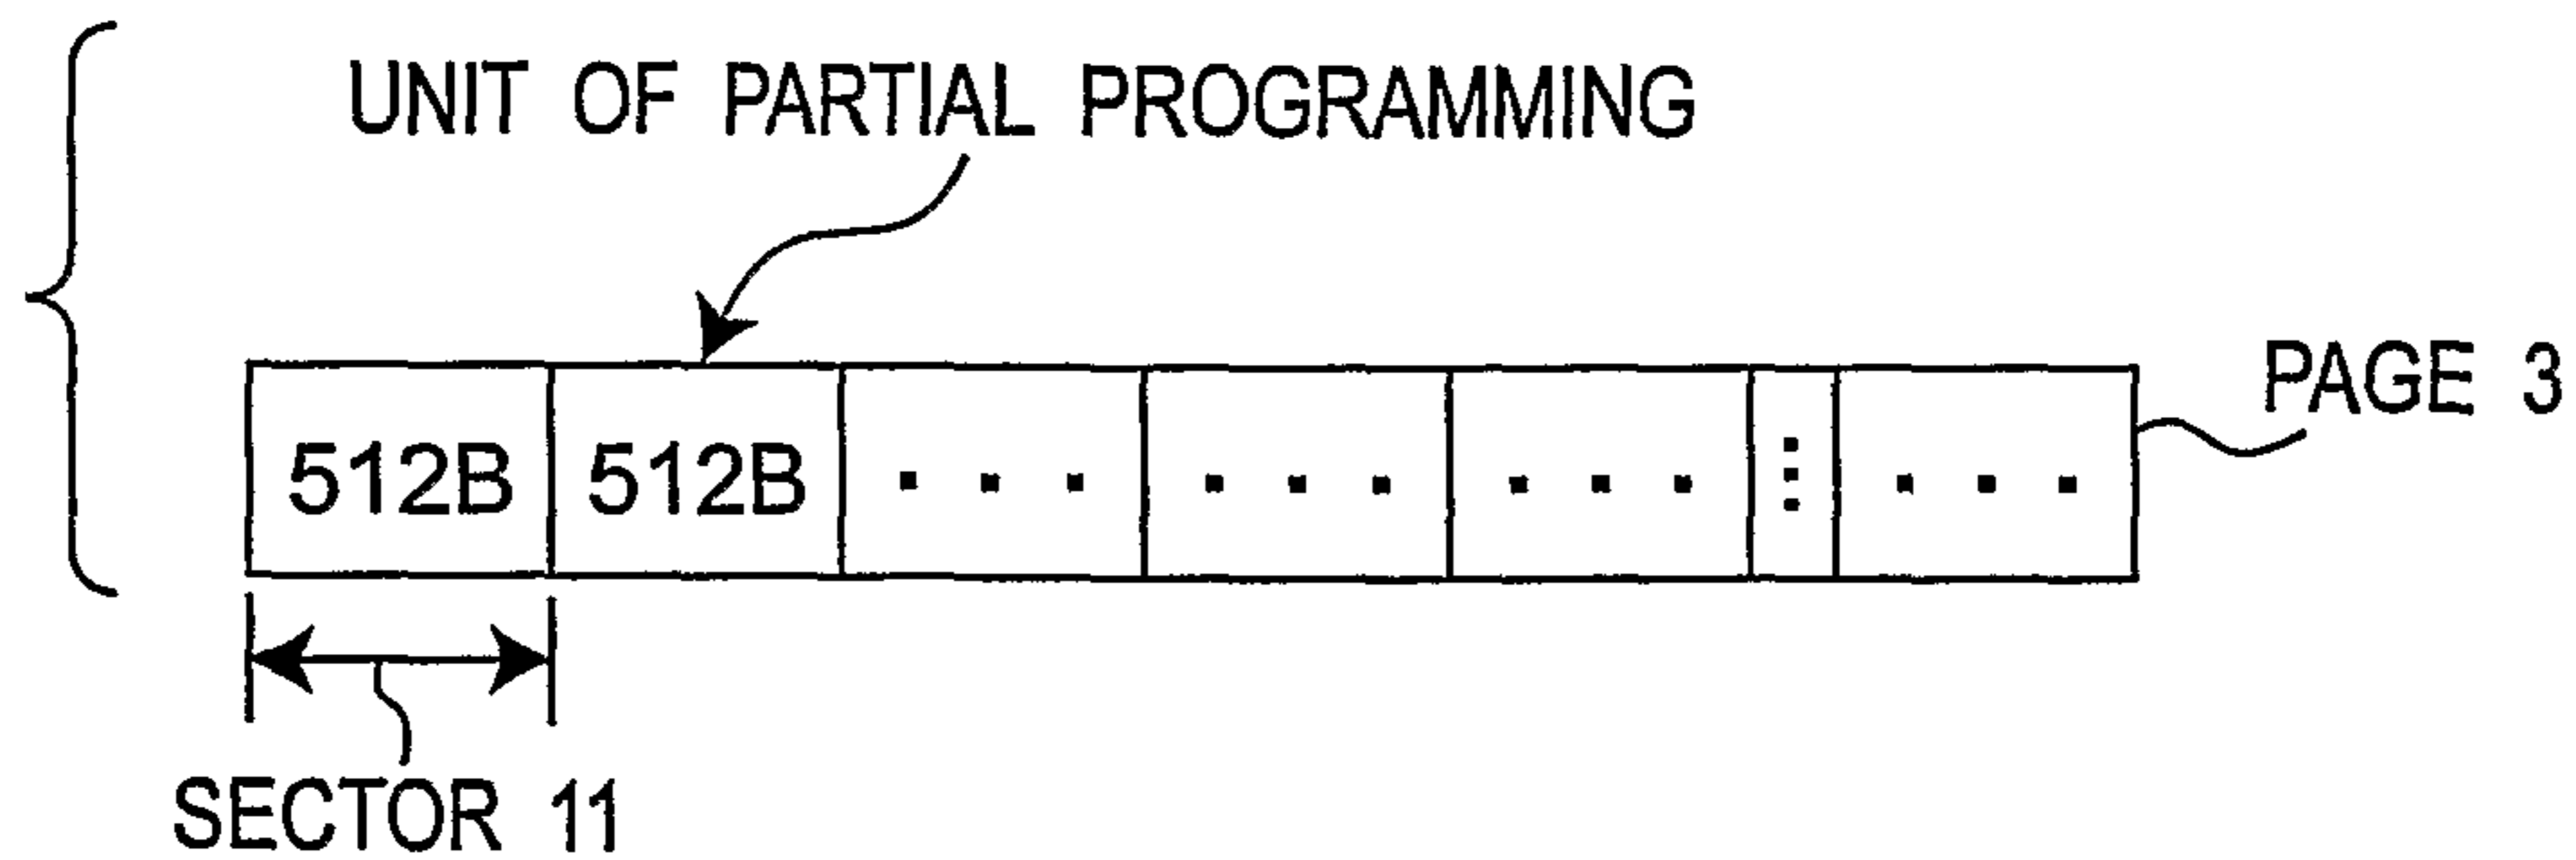 UNIT OF PARTIAL PROGRAMMING
PAGE 3
512B 512B . . . . . . . . . ⋮ . . .
SECTOR 11